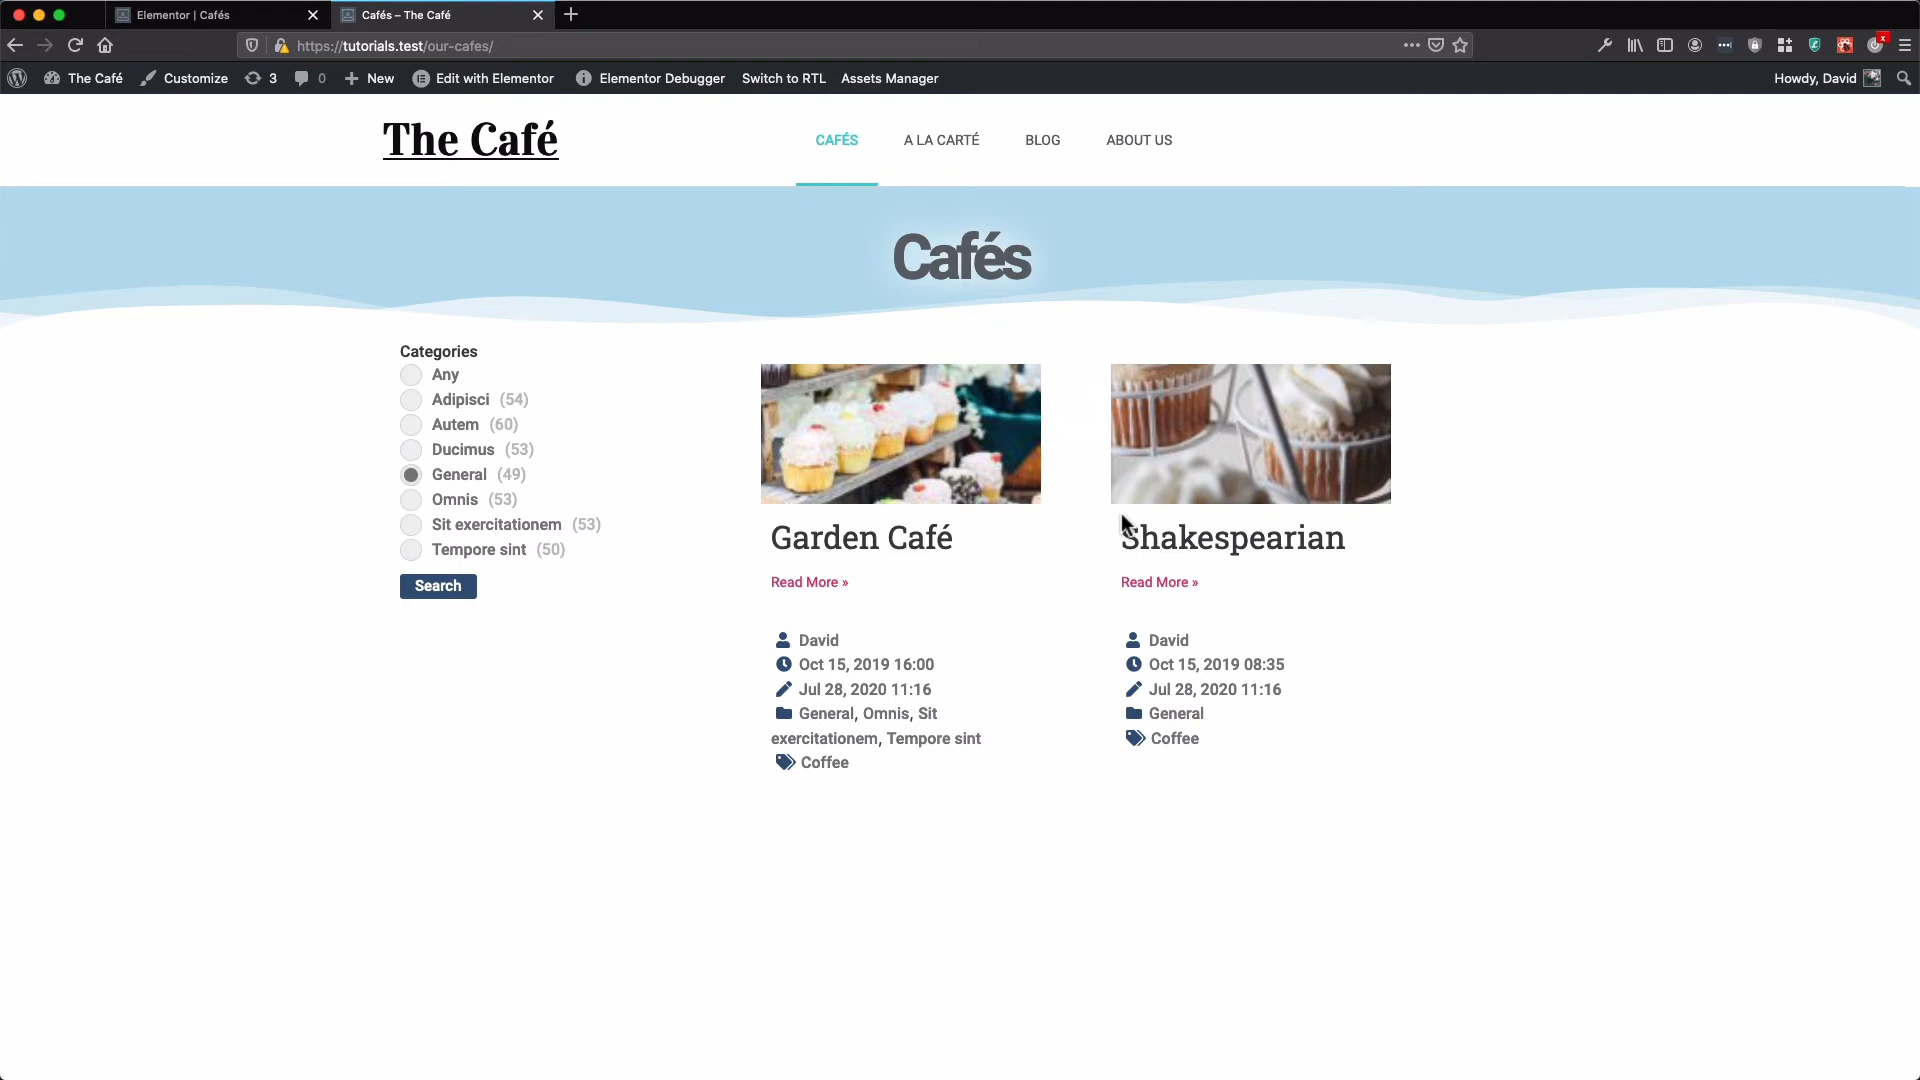 Elementor | Cafés
Cafés – The Café
https://tutorials.test/our-cafes/
The Café
Customize
3
0
New
Edit with Elementor
Elementor Debugger
Switch to RTL
Assets Manager
Howdy, David
The Café
CAFÉS
A LA CARTÉ
BLOG
ABOUT US
Cafés
Categories
Any
Adipisci (54)
Autem (60)
Ducimus (53)
General (49)
Omnis (53)
Sit exercitationem (53)
Tempore sint (50)
Search
Garden Café
Read More »
David
Oct 15, 2019 16:00
Jul 28, 2020 11:16
General, Omnis, Sit
exercitationem, Tempore sint
Coffee
Shakespearian
Read More »
David
Oct 15, 2019 08:35
Jul 28, 2020 11:16
General
Coffee